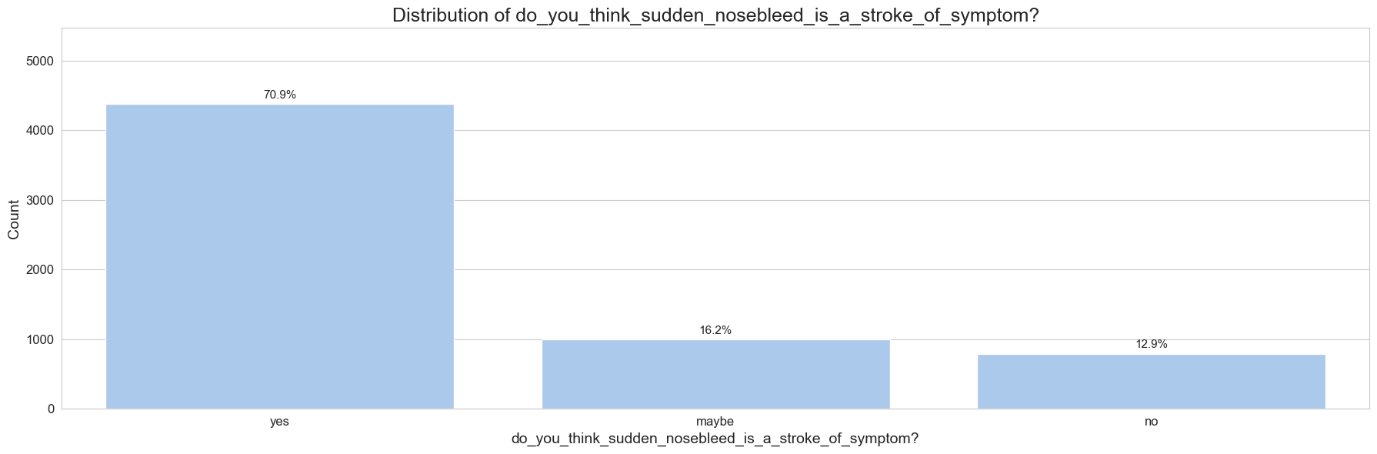 Distribution of do_you_think_sudden_nosebleed_is_a_stroke_of_symptom?
Count
5000
4000
3000
2000
1000
0
70.9%
16.2%
12.9%
yes maybe no
do_you_think_sudden_nosebleed_is_a_stroke_of_symptom?